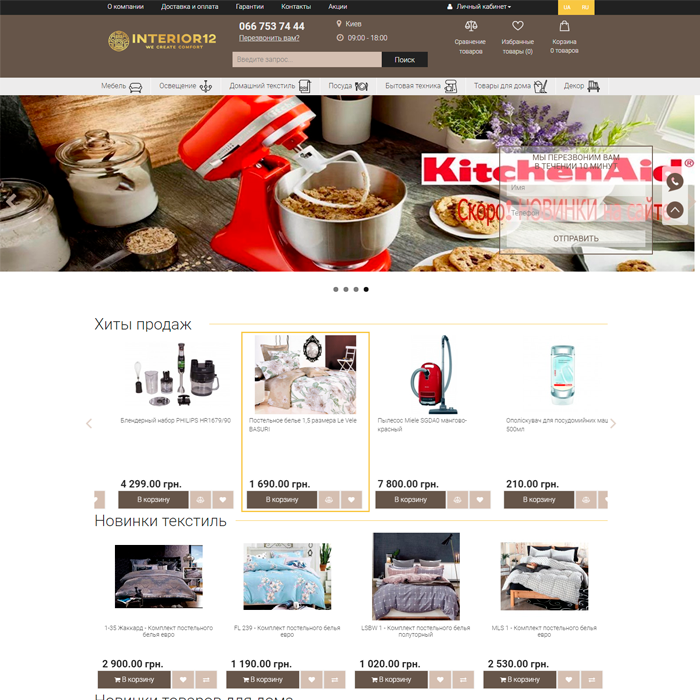 О компании Доставка и оплата Гарантии Контакты Акции Личный кабинет UA RU
INTERIOR12
WE CREATE COMFORT
066 753 74 44
Перезвонить вам?
Киев
09:00 - 18:00
Введите запрос...
Поиск
Сравнение товаров
Избранные товары (0)
Корзина
0 товаров
Мебель Освещение Домашний текстиль Посуда Бытовая техника Товары для дома Декор
KitchenAid®
Скоро! НОВИНКИ на сайте
МЫ ПЕРЕЗВОНИМ ВАМ
В ТЕЧЕНИИ 10 МИНУТ
Имя
Телефон
ОТПРАВИТЬ
Хиты продаж
Блендерный набор PHILIPS HR1679/90
4 299.00 грн.
В корзину
Постельное белье 1,5 размера Le Vele
BASURI
1 690.00 грн.
В корзину
Пылесос Miele SGDA0 мангово-
красный
7 800.00 грн.
В корзину
Ополіскувач для посудомийних маш
500мл
210.00 грн.
В корзину
Новинки текстиль
1-35 Жаккард - Комплект постельного
белья евро
2 900.00 грн.
В корзину
FL 239 - Комплект постельного белья
евро
1 190.00 грн.
В корзину
LSBW 1 - Комплект постельного белья
полуторный
1 020.00 грн.
В корзину
MLS 1 - Комплект постельного белья
евро
2 530.00 грн.
В корзину
Новинки товаров для дома